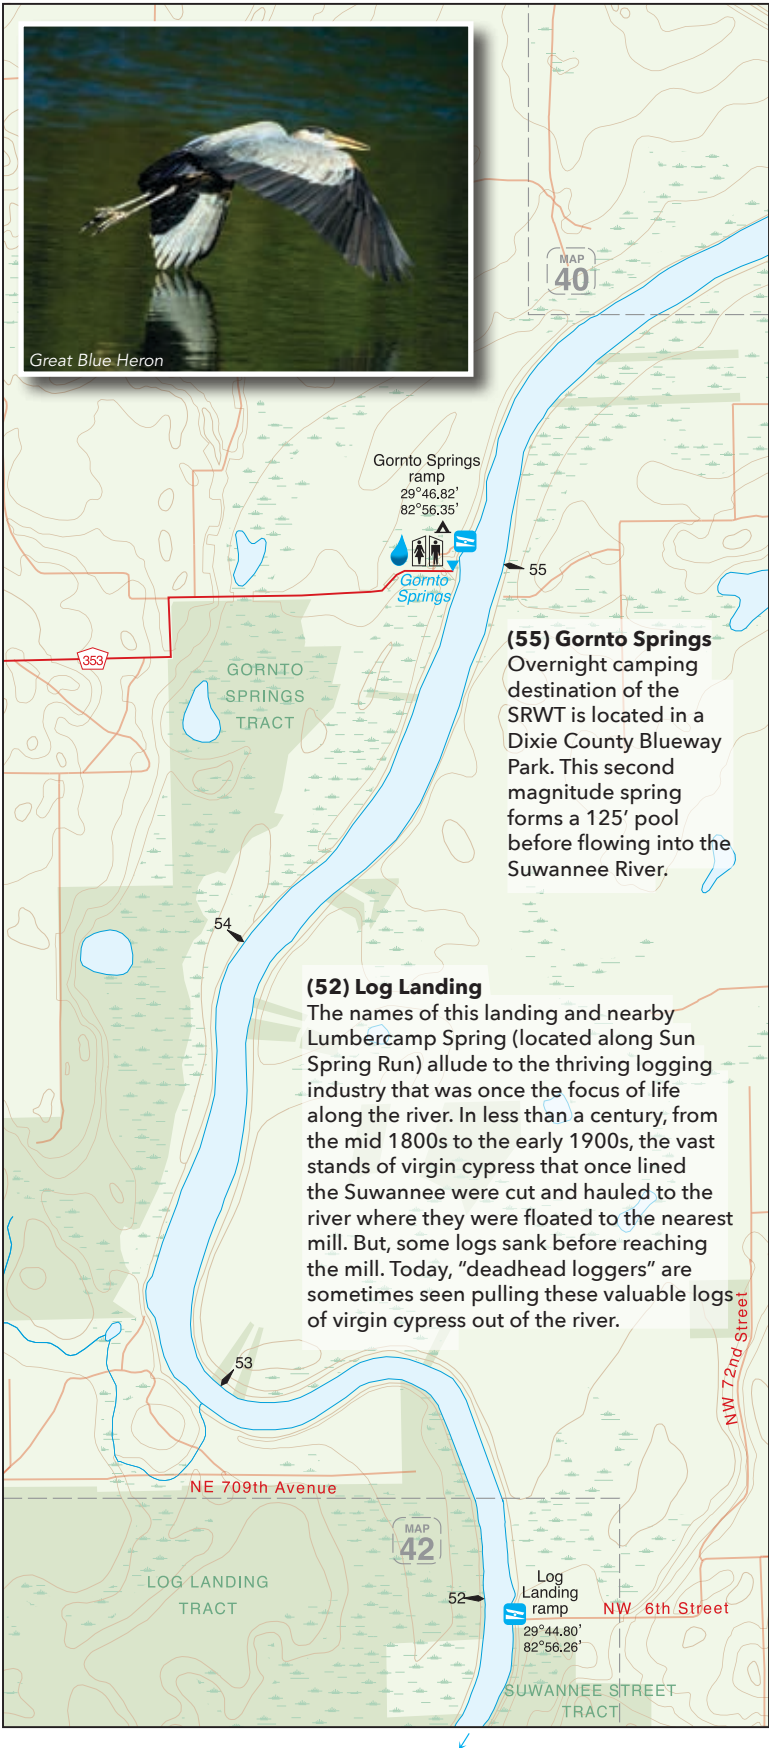 Great Blue Heron
MAP
40
Gornto Springs
ramp
29°46.82’
82°56.35’
Gornto
Springs
55
353
GORNTO
SPRINGS
TRACT
(55) Gornto Springs
Overnight camping
destination of the
SRWT is located in a
Dixie County Blueway
Park. This second
magnitude spring
forms a 125’ pool
before flowing into the
Suwannee River.
54
(52) Log Landing
The names of this landing and nearby
Lumbercamp Spring (located along Sun
Spring Run) allude to the thriving logging
industry that was once the focus of life
along the river. In less than a century, from
the mid 1800s to the early 1900s, the vast
stands of virgin cypress that once lined
the Suwannee were cut and hauled to the
river where they were floated to the nearest
mill. But, some logs sank before reaching
the mill. Today, “deadhead loggers” are
sometimes seen pulling these valuable logs
of virgin cypress out of the river.
NW 72nd Street
53
NE 709th Avenue
MAP
42
LOG LANDING
TRACT
52
Log
Landing
ramp
29°44.80’
82°56.26’
NW 6th Street
SUWANNEE STREET
TRACT